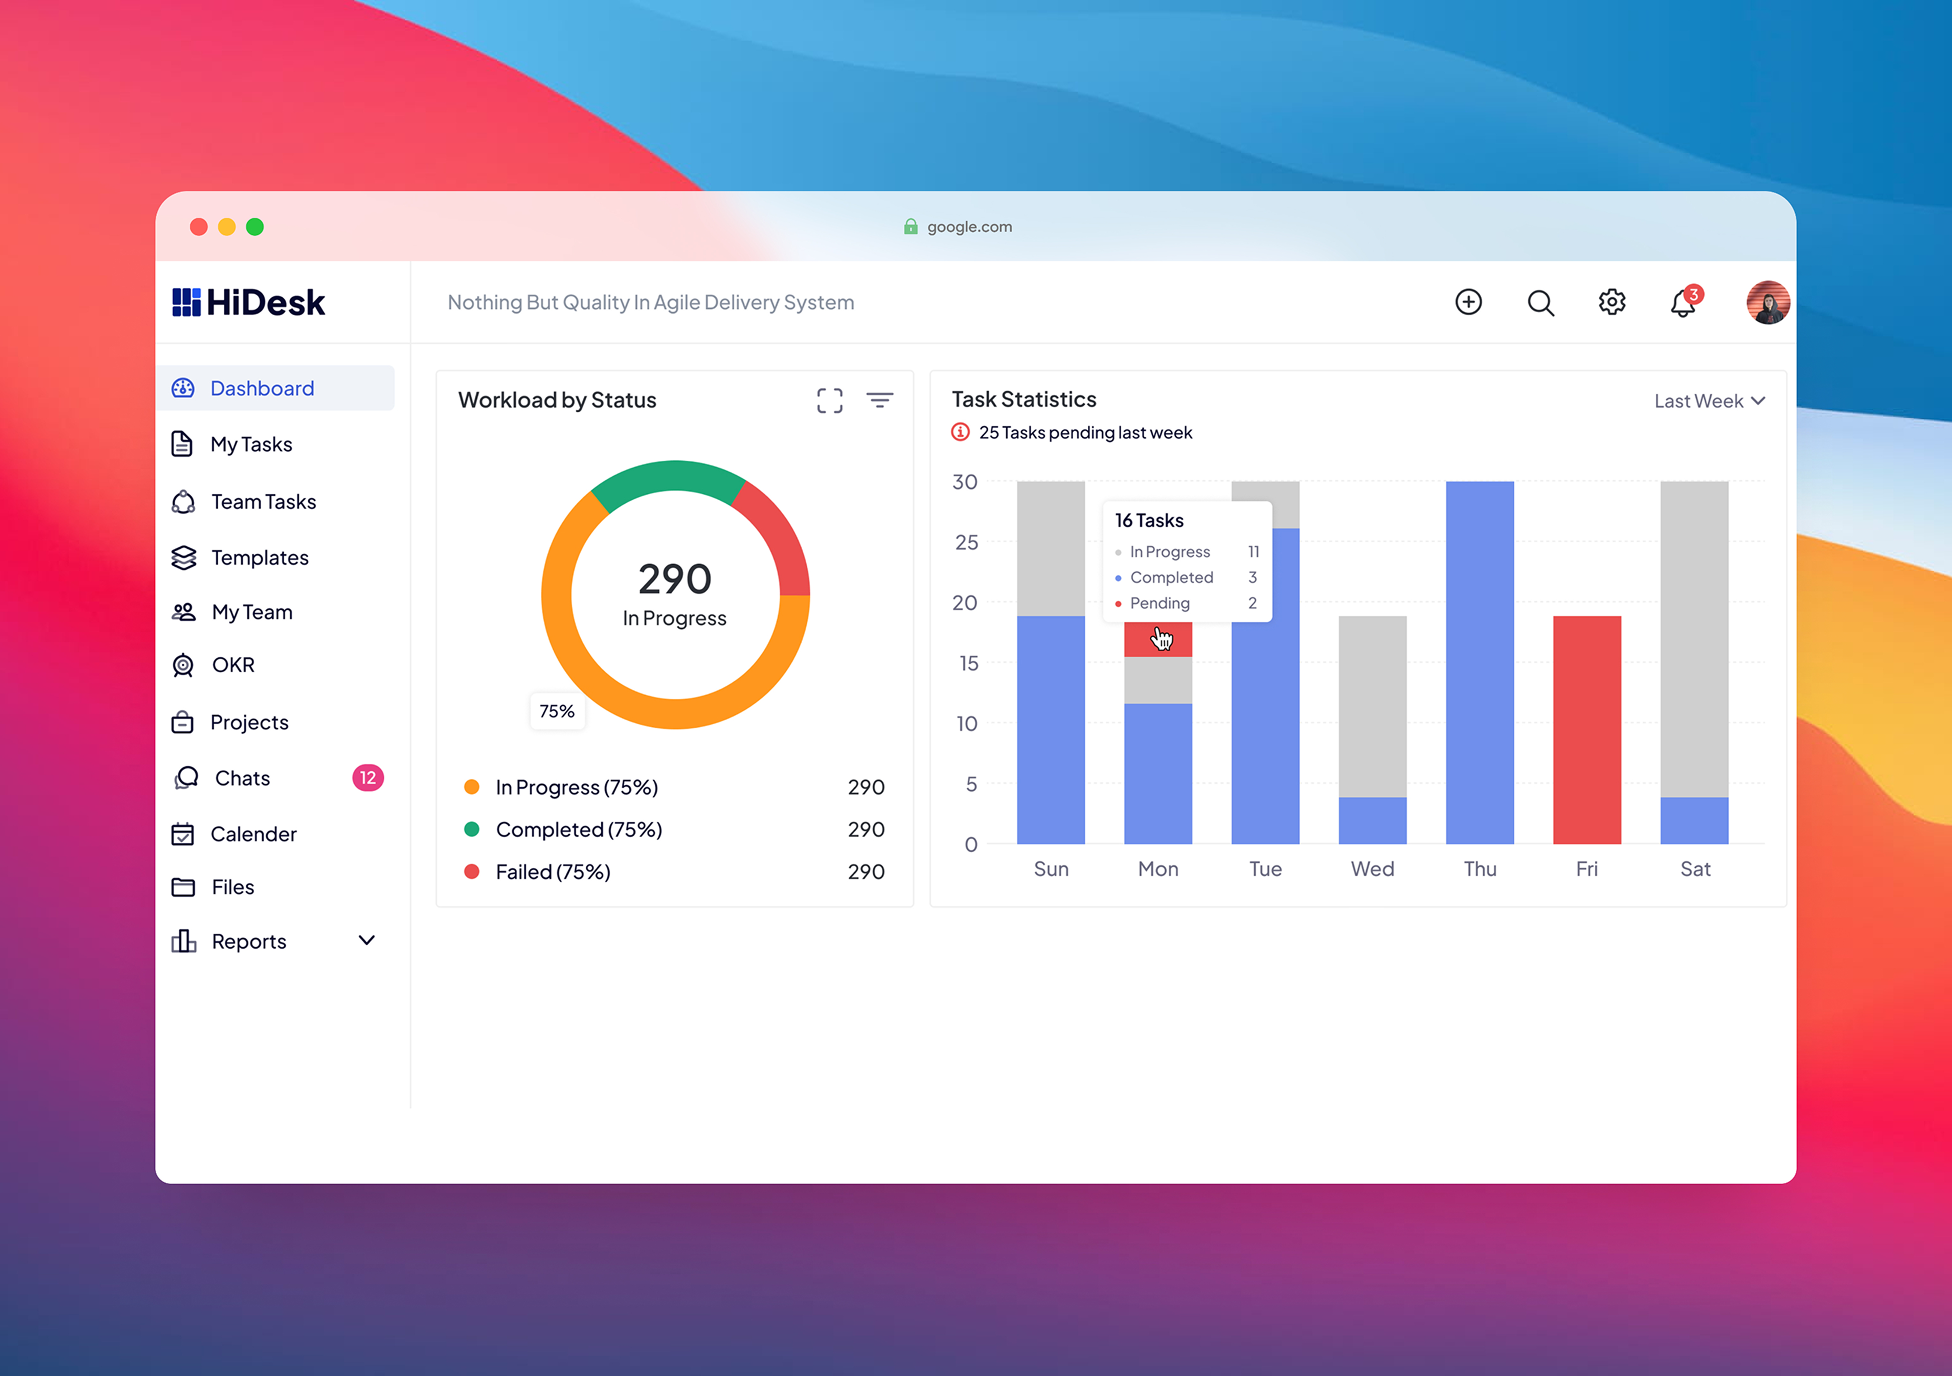 google.com
HiDesk
Nothing But Quality In Agile Delivery System
3
Dashboard
My Tasks
Team Tasks
Templates
My Team
OKR
Projects
Chats
12
Calender
Files
Reports
Workload by Status
290
In Progress
75%
In Progress (75%) 290
Completed (75%) 290
Failed (75%) 290
Task Statistics
Last Week
25 Tasks pending last week
30
25
20
15
10
5
0
16 Tasks
In Progress 11
Completed 3
Pending 2
Sun Mon Tue Wed Thu Fri Sat